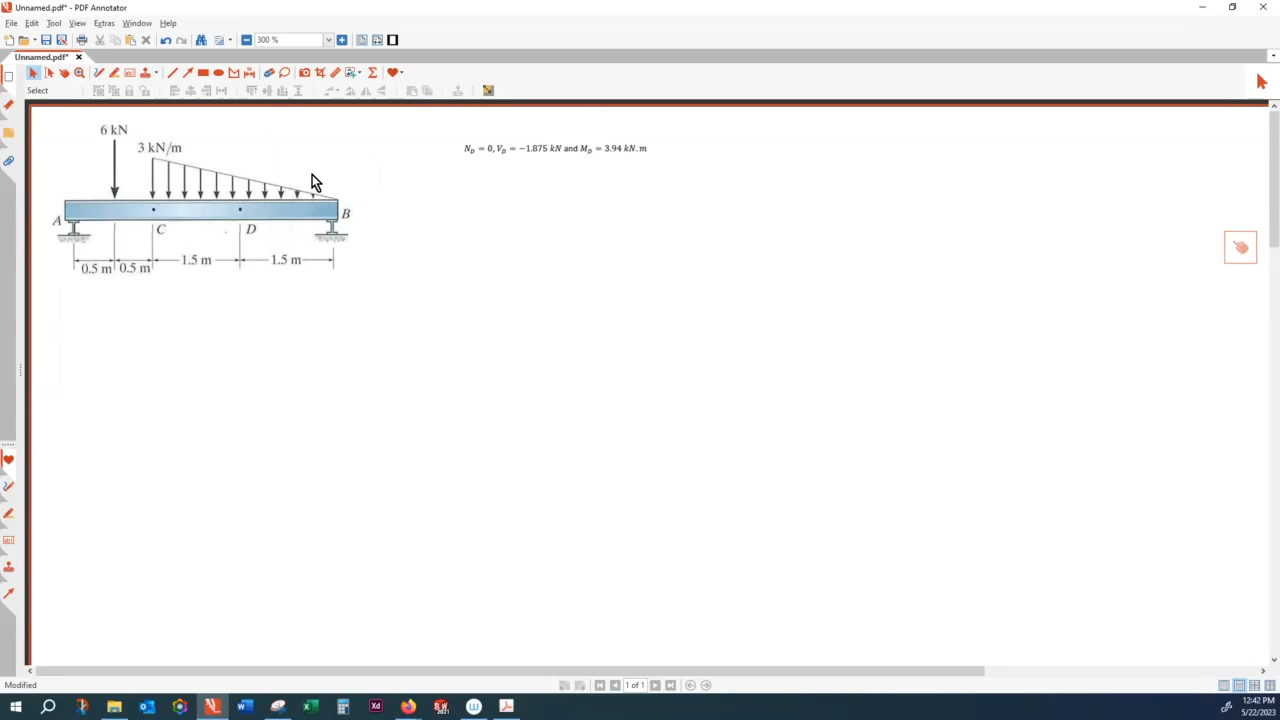 Unnamed.pdf* - PDF Annotator
File Edit Tool View Extras Window Help
300 %
Unnamed.pdf*
Select
6 kN
3 kN/m
A
B
C
D
0.5 m 0.5 m 1.5 m 1.5 m
N_D = 0, V_D = −1.875 kN and M_D = 3.94 kN.m
Modified
1 of 1
12:42 PM
5/22/2023